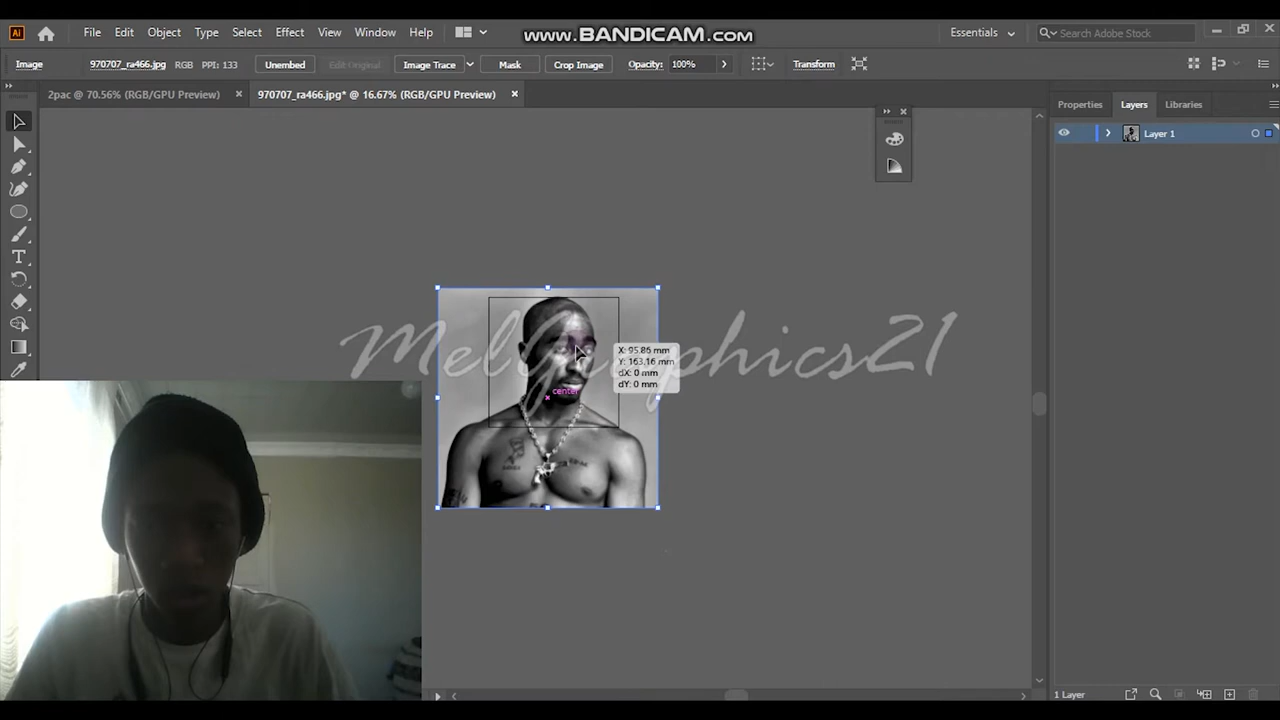 www.BANDICAM.com
Ai File Edit Object Type Select Effect View Window Help Essentials Search Adobe Stock
Image 970707_ra466.jpg RGB PPI: 133 Unembed Edit Original Image Trace Mask Crop Image Opacity: 100% Transform
2pac @ 70.56% (RGB/GPU Preview) 970707_ra466.jpg* @ 16.67% (RGB/GPU Preview)
Properties Layers Libraries
Layer 1
MelGraphics21
X: 95.86 mm
Y: 163.16 mm
dX: 0 mm
dY: 0 mm
center
1 Layer